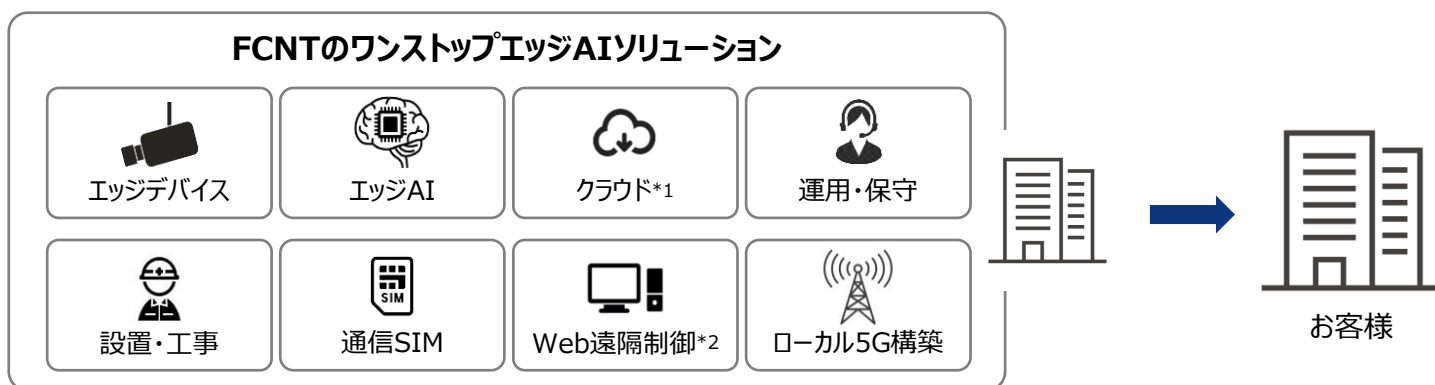 FCNTのワンストップエッジAIソリューション
エッジデバイス
エッジAI
クラウド*1
運用・保守
設置・工事
SIM
通信SIM
Web遠隔制御*2
ローカル5G構築
お客様